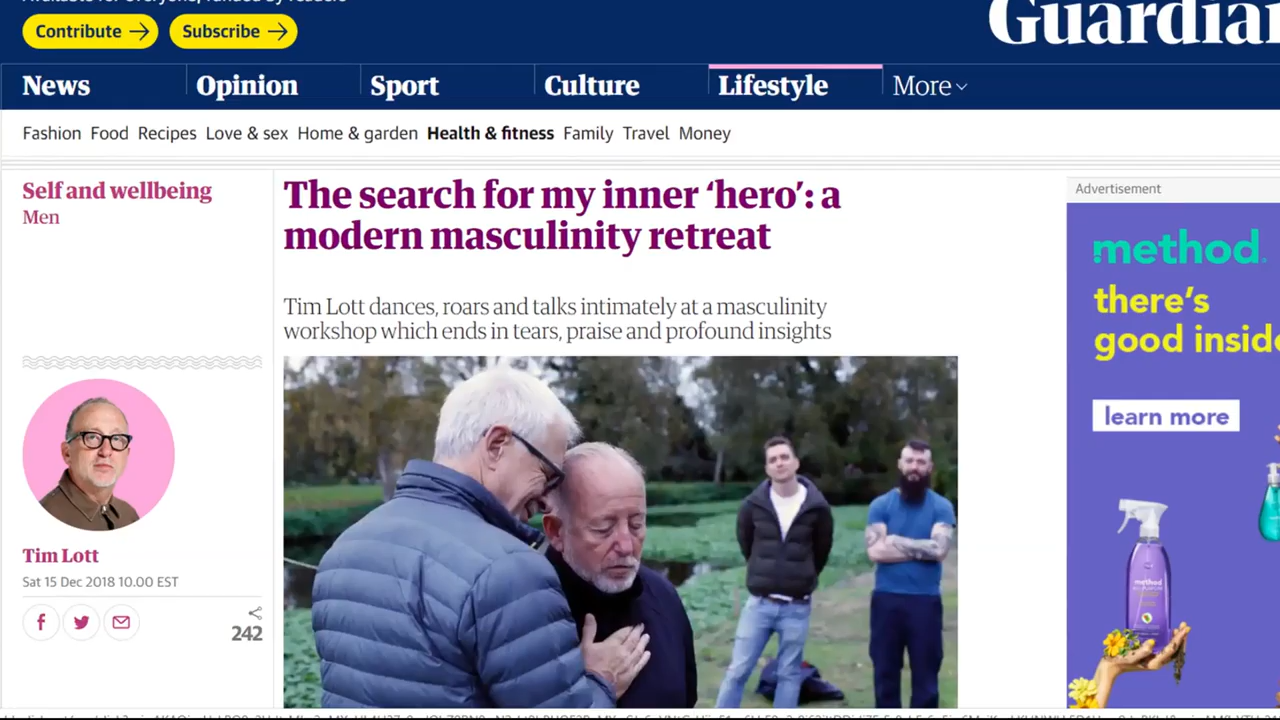 Contribute
Subscribe
Guardian
News
Opinion
Sport
Culture
Lifestyle
More
Fashion Food Recipes Love & sex Home & garden Health & fitness Family Travel Money
Self and wellbeing
Men
The search for my inner ‘hero’: a
modern masculinity retreat
Tim Lott dances, roars and talks intimately at a masculinity
workshop which ends in tears, praise and profound insights
Tim Lott
Sat 15 Dec 2018 10.00 EST
242
Advertisement
method.
there’s
good inside
learn more
method